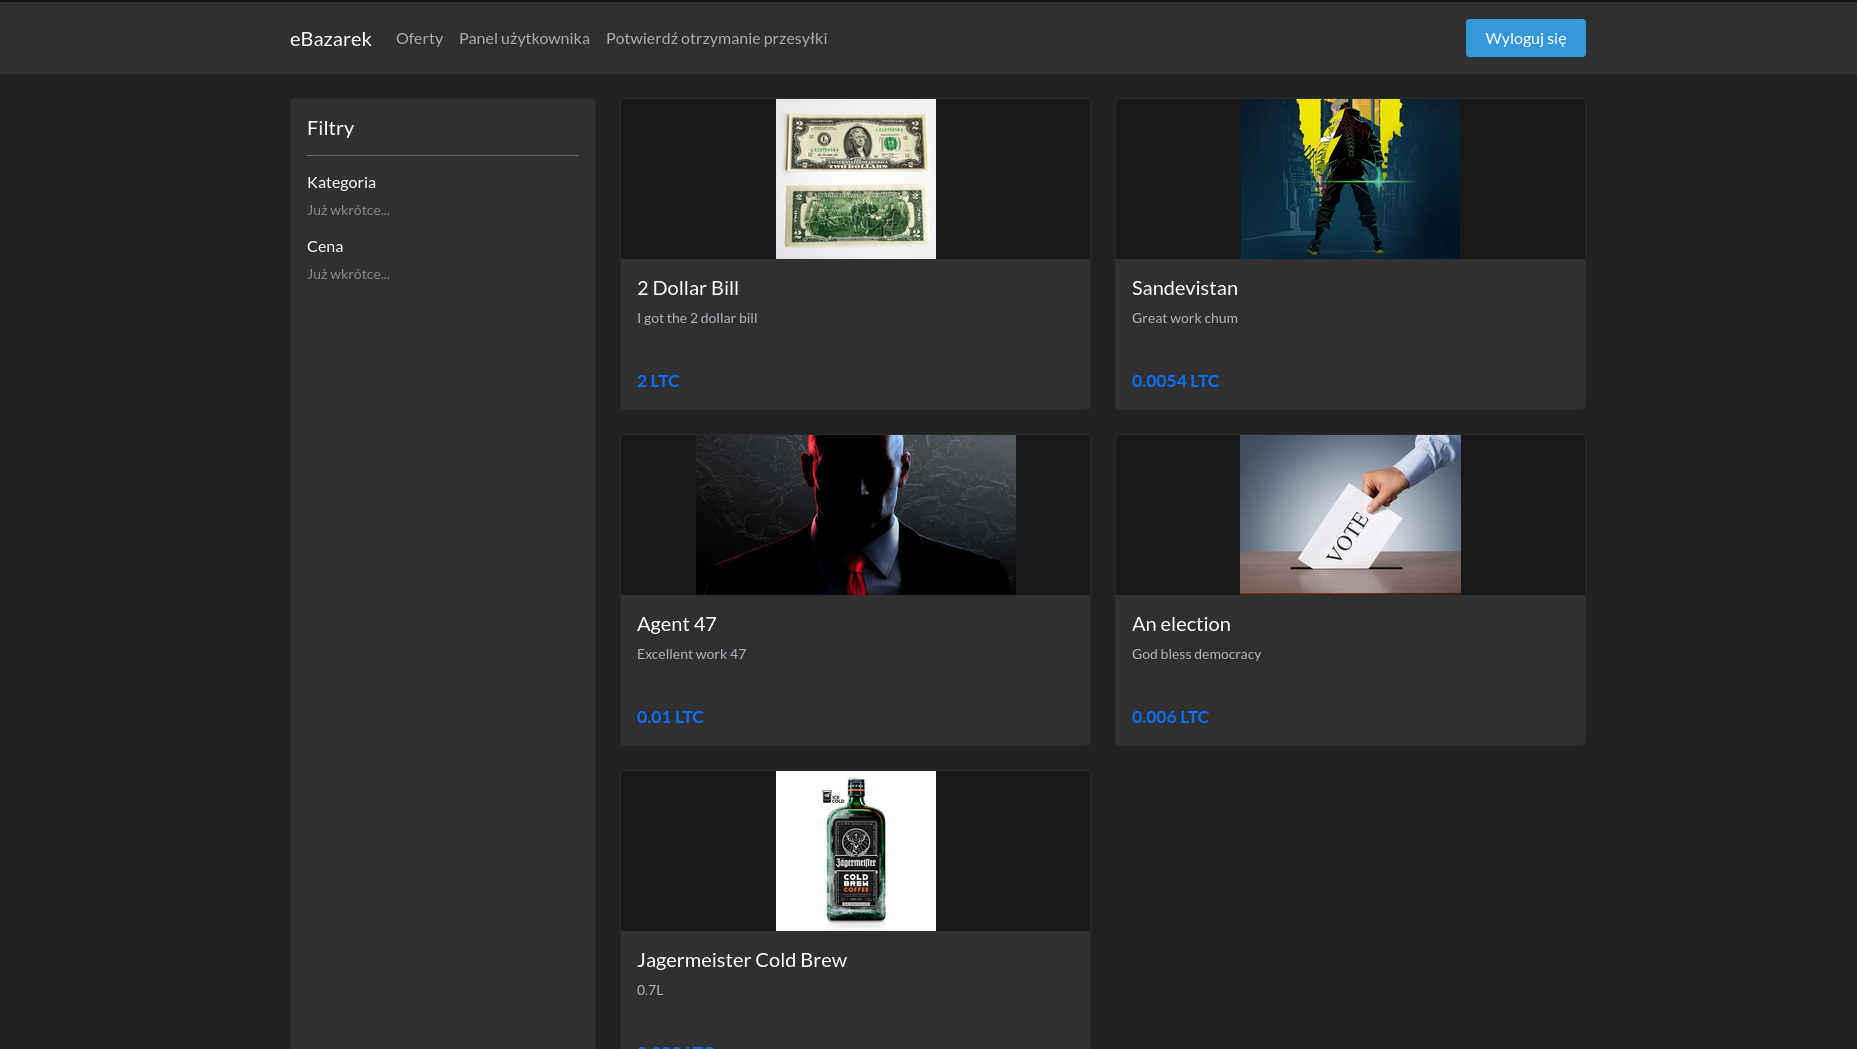 eBazarek Oferty Panel użytkownika Potwierdź otrzymanie przesyłki Wyloguj się
Filtry
Kategoria
Już wkrótce...
Cena
Już wkrótce...
2 Dollar Bill
I got the 2 dollar bill
2 LTC
Sandevistan
Great work chum
0.0054 LTC
Agent 47
Excellent work 47
0.01 LTC
VOTE
An election
God bless democracy
0.006 LTC
ICE
COLD
Jägermeister
COLD
BREW
COFFEE
Jagermeister Cold Brew
0.7L